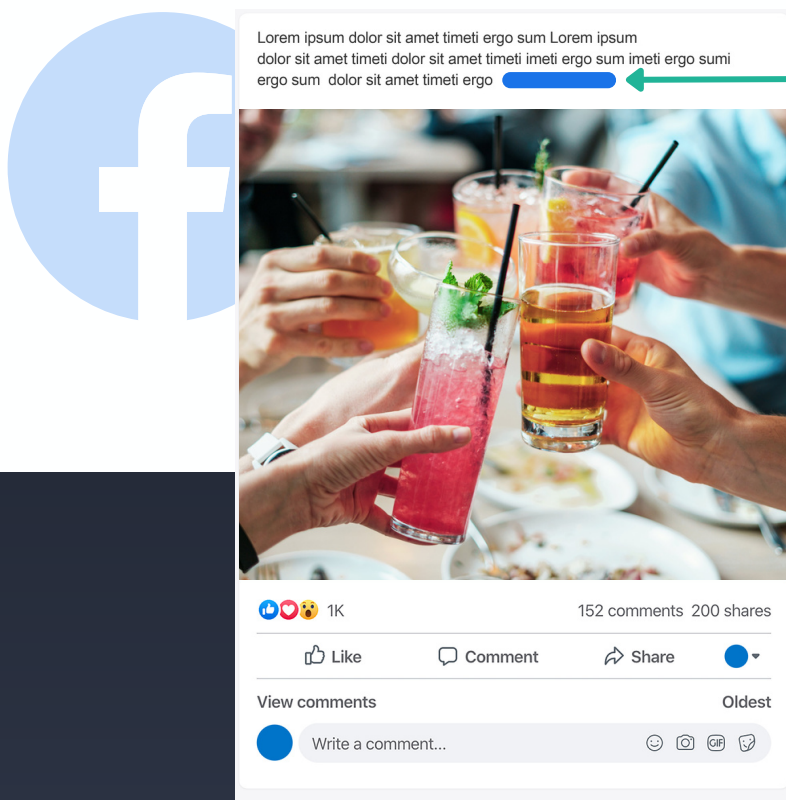 Lorem ipsum dolor sit amet timeti ergo sum Lorem ipsum
dolor sit amet timeti dolor sit amet timeti imeti ergo sum imeti ergo sumi
ergo sum  dolor sit amet timeti ergo
1K 152 comments 200 shares
Like Comment Share
View comments Oldest
Write a comment... GIF